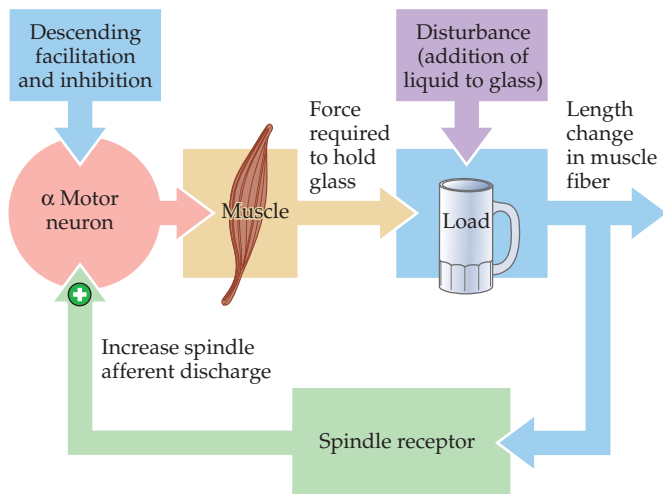 Descending
facilitation
and inhibition
Disturbance
(addition of
liquid to glass)
Force
required
to hold
glass
Length
change
in muscle
fiber
α Motor
neuron
Muscle
Load
+
Increase spindle
afferent discharge
Spindle receptor